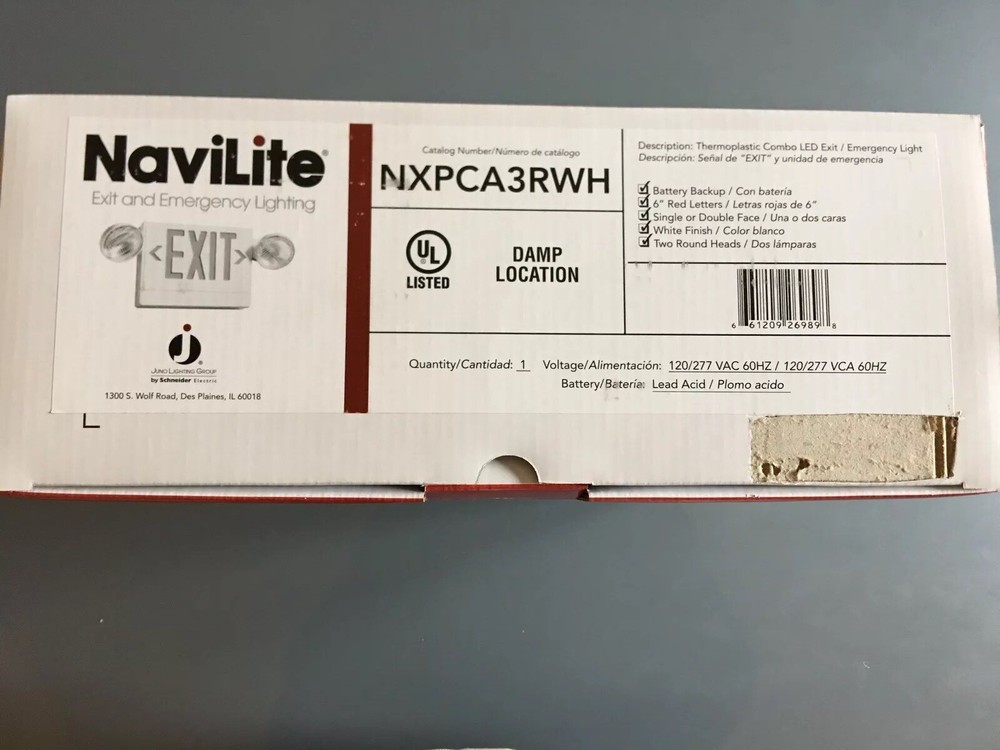 NaviLite®
Exit and Emergency Lighting
<EXIT>
J
JUNO LIGHTING GROUP
by Schneider Electric
1300 S. Wolf Road, Des Plaines, IL 60018
Catalog Number/Número de catálogo
NXPCA3RWH
UL
LISTED
DAMP
LOCATION
Description: Thermoplastic Combo LED Exit / Emergency Light
Descripción: Señal de "EXIT" y unidad de emergencia
Battery Backup / Con batería
6" Red Letters / Letras rojas de 6"
Single or Double Face / Una o dos caras
White Finish / Color blanco
Two Round Heads / Dos lámparas
6 61209 26989 8
Quantity/Cantidad: 1 Voltage/Alimentación: 120/277 VAC 60HZ / 120/277 VCA 60HZ
Battery/Batería: Lead Acid / Plomo acido